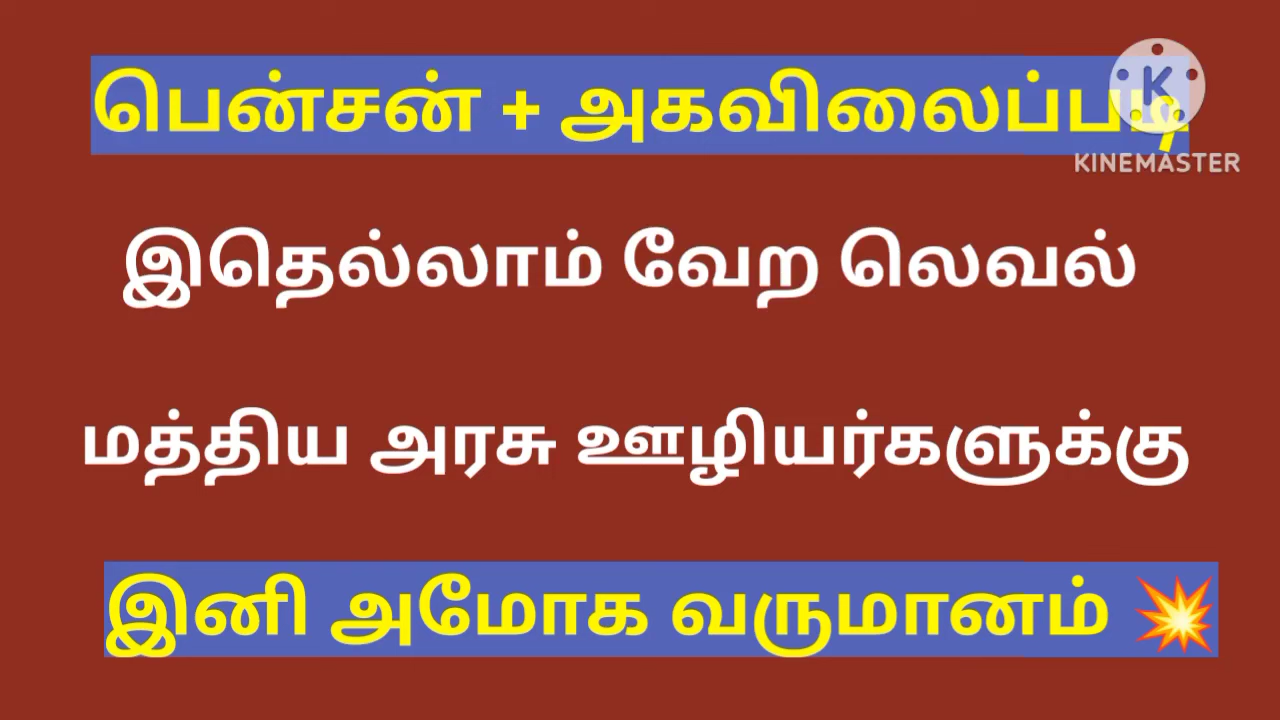 பென்சன் + அகவிலைப்படி
KINEMASTER
இதெல்லாம் வேற லெவல்
மத்திய அரசு ஊழியர்களுக்கு
இனி அமோக வருமானம் 💥